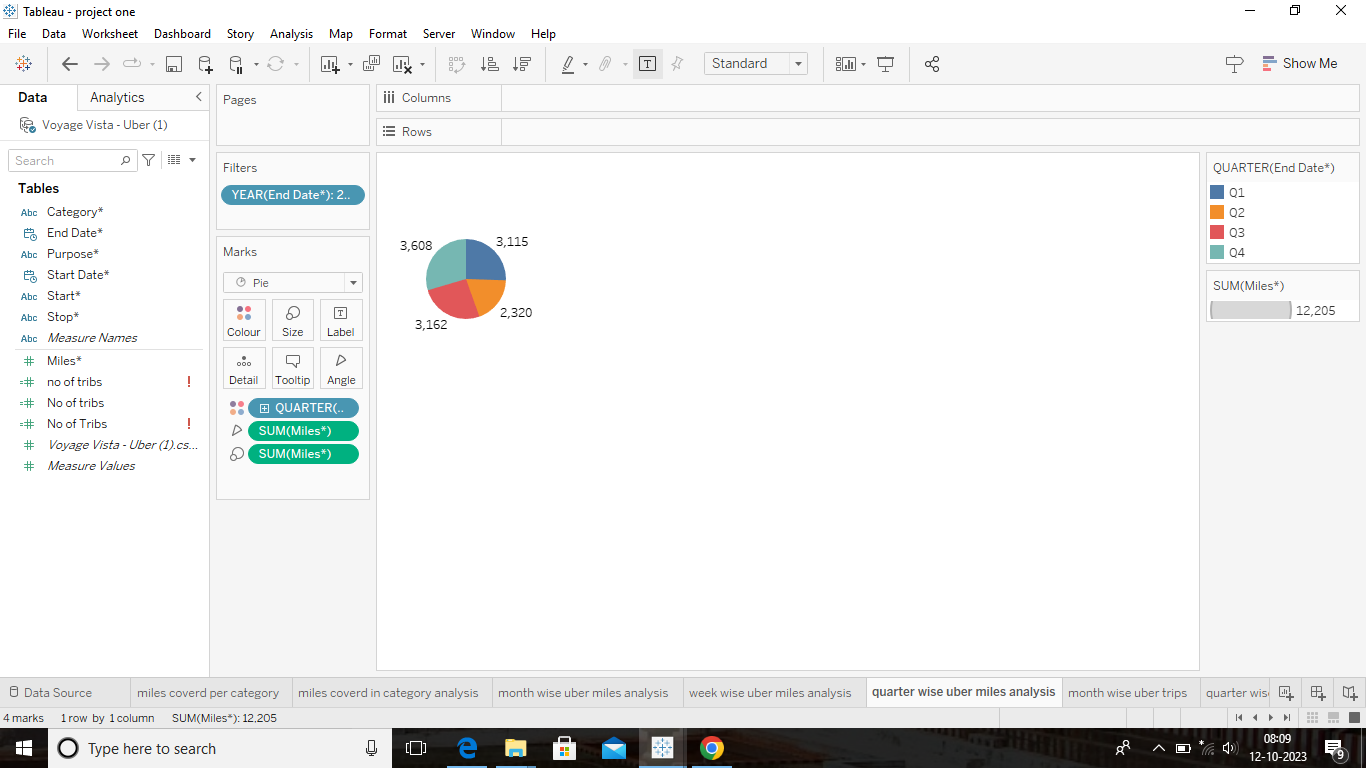 Tableau - project one
File Data Worksheet Dashboard Story Analysis Map Format Server Window Help
Standard
Show Me
Data Analytics
Pages
Columns
Voyage Vista - Uber (1)
Rows
Search
Filters
YEAR(End Date*): 2..
Tables
Abc Category*
End Date*
Abc Purpose*
Start Date*
Abc Start*
Abc Stop*
Abc Measure Names
# Miles*
=# no of tribs !
=# No of tribs
=# No of Tribs !
# Voyage Vista - Uber (1).cs...
# Measure Values
Marks
Pie
Colour Size Label
Detail Tooltip Angle
QUARTER(..
SUM(Miles*)
SUM(Miles*)
3,608
3,115
2,320
3,162
QUARTER(End Date*)
Q1
Q2
Q3
Q4
SUM(Miles*)
12,205
Data Source
miles coverd per category
miles coverd in category analysis
month wise uber miles analysis
week wise uber miles analysis
quarter wise uber miles analysis
month wise uber trips
quarter wis
4 marks 1 row by 1 column SUM(Miles*): 12,205
Type here to search
08:09
12-10-2023
9